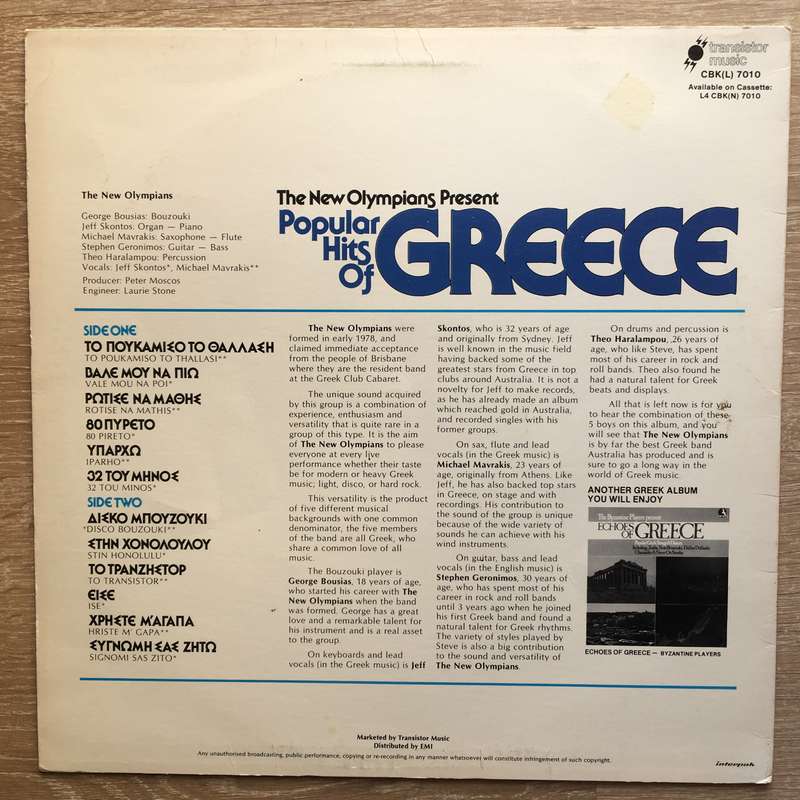 transistor
music
CBK(L) 7010
Available on Cassette:
L4 CBK(N) 7010
The New Olympians
George Bousias: Bouzouki
Jeff Skontos: Organ — Piano
Michael Mavrakis: Saxophone — Flute
Stephen Geronimos: Guitar — Bass
Theo Haralampou: Percussion
Vocals: Jeff Skontos*, Michael Mavrakis**
Producer: Peter Moscos
Engineer: Laurie Stone
The New Olympians Present
Popular
Hits
Of
GREECE
SIDE ONE
ΤΟ ΠΟΥΚΑΜΙΣΟ ΤΟ ΘΑΛΛΑΣΗ
TO POUKAMISO TO THALLASI**
ΒΑΛΕ ΜΟΥ ΝΑ ΠΙΩ
VALE MOU NA POI*
ΡΩΤΙΣΕ ΝΑ ΜΑΘΗΣ
ROTISE NA MATHIS**
80 ΠΥΡΕΤΟ
80 PIRETO*
ΥΠΑΡΧΩ
IPARHO**
32 ΤΟΥ ΜΗΝΟΣ
32 TOU MINOS*
SIDE TWO
ΔΙΣΚΟ ΜΠΟΥΖΟΥΚΙ
*DISCO BOUZOUKI**
ΣΤΗΝ ΧΟΝΟΛΟΥΛΟΥ
STIN HONOLULU*
ΤΟ ΤΡΑΝΖΗΣΤΟΡ
TO TRANSISTOR**
ΕΙΣΕ
ISE*
ΧΡΗΣΤΕ Μ'ΑΓΑΠΑ
HRISTE M' GAPA**
ΣΥΓΝΩΜΗ ΣΑΣ ΖΗΤΩ
SIGNOMI SAS ZITO*
The New Olympians were
formed in early 1978, and
claimed immediate acceptance
from the people of Brisbane
where they are the resident band
at the Greek Club Cabaret.
The unique sound acquired
by this group is a combination of
experience, enthusiasm and
versatility that is quite rare in a
group of this type. It is the aim
of The New Olympians to please
everyone at every live
performance whether their taste
be for modern or heavy Greek
music; light, disco, or hard rock.
This versatility is the product
of five different musical
backgrounds with one common
denominator, the five members
of the band are all Greek, who
share a common love of all
music.
The Bouzouki player is
George Bousias, 18 years of age,
who started his career with The
New Olympians when the band
was formed. George has a great
love and a remarkable talent for
his instrument and is a real asset
to the group.
On keyboards and lead
vocals (in the Greek music) is Jeff
Skontos, who is 32 years of age
and originally from Sydney. Jeff
is well known in the music field
having backed some of the
greatest stars from Greece in top
clubs around Australia. It is not a
novelty for Jeff to make records,
as he has already made an album
which reached gold in Australia,
and recorded singles with his
former groups.
On sax, flute and lead
vocals (in the Greek music) is
Michael Mavrakis, 23 years of
age, originally from Athens. Like
Jeff, he has also backed top stars
in Greece, on stage and with
recordings. His contribution to
the sound of the group is unique
because of the wide variety of
sounds he can achieve with his
wind instruments.
On guitar, bass and lead
vocals (in the English music) is
Stephen Geronimos, 30 years of
age, who has spent most of his
career in rock and roll bands
until 3 years ago when he joined
his first Greek band and found a
natural talent for Greek rhythms.
The variety of styles played by
Steve is also a big contribution
to the sound and versatility of
The New Olympians.
On drums and percussion is
Theo Haralampou, 26 years of
age, who like Steve, has spent
most of his career in rock and
roll bands. Theo also found he
had a natural talent for Greek
beats and displays.
All that is left now is for you
to hear the combination of these
5 boys on this album, and you
will see that The New Olympians
is by far the best Greek band
Australia has produced and is
sure to go a long way in the
world of Greek music.
ANOTHER GREEK ALBUM
YOU WILL ENJOY
The Byzantine Players present
ECHOES
OF GREECE
ECHOES OF GREECE — BYZANTINE PLAYERS
Marketed by Transistor Music
Distributed by EMI
Any unauthorised broadcasting, public performance, copying or re-recording in any manner whatsoever will constitute infringement of such copyright.
interpak